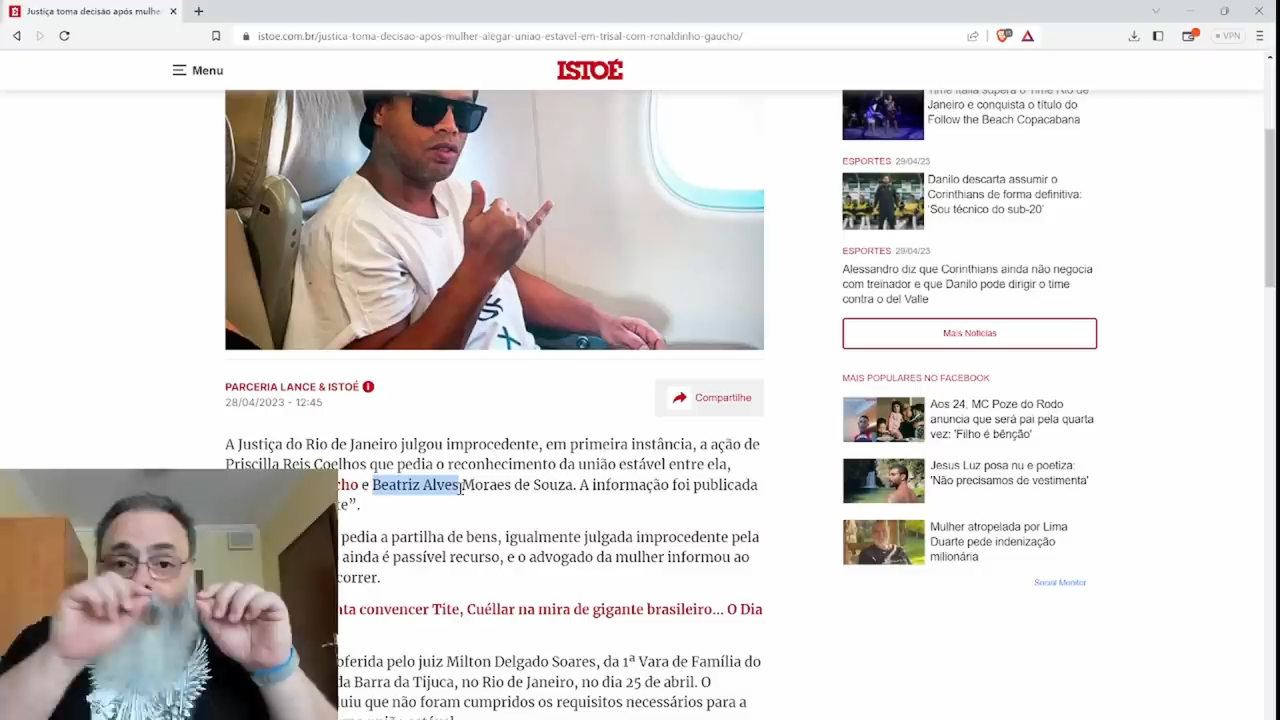 Justiça toma decisão após mulhe
istoe.com.br/justica-toma-decisao-apos-mulher-alegar-uniao-estavel-em-trisal-com-ronaldinho-gaucho/
VPN
Menu
ISTOÉ
Time Itália supera o Time Rio de
Janeiro e conquista o título do
Follow the Beach Copacabana
ESPORTES 29/04/23
Danilo descarta assumir o
Corinthians de forma definitiva:
‘Sou técnico do sub-20’
ESPORTES 29/04/23
Alessandro diz que Corinthians ainda não negocia
com treinador e que Danilo pode dirigir o time
contra o del Valle
Mais Notícias
MAIS POPULARES NO FACEBOOK
Aos 24, MC Poze do Rodo
anuncia que será pai pela quarta
vez: 'Filho é bênção'
Jesus Luz posa nu e poetiza:
'Não precisamos de vestimenta'
Mulher atropelada por Lima
Duarte pede indenização
milionária
Social Monitor
PARCERIA LANCE & ISTOÉ
28/04/2023 - 12:45
Compartilhe
A Justiça do Rio de Janeiro julgou improcedente, em primeira instância, a ação de
Priscilla Reis Coelhos que pedia o reconhecimento da união estável entre ela,
cho e Beatriz Alves Moraes de Souza. A informação foi publicada
te”.
pedia a partilha de bens, igualmente julgada improcedente pela
ainda é passível recurso, e o advogado da mulher informou ao
correr.
nta convencer Tite, Cuéllar na mira de gigante brasileiro... O Dia
oferida pelo juiz Milton Delgado Soares, da 1ª Vara de Família do
da Barra da Tijuca, no Rio de Janeiro, no dia 25 de abril. O
uiu que não foram cumpridos os requisitos necessários para a